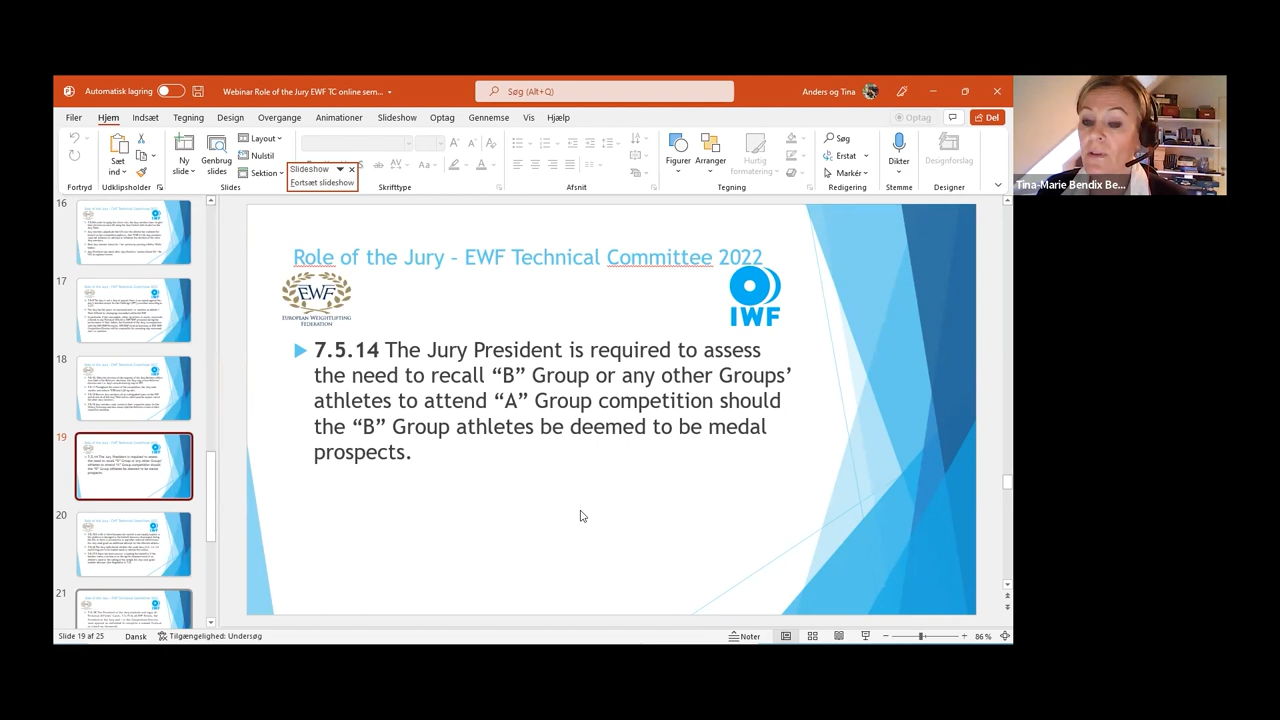 Automatisk lagring
Webinar Role of the Jury EWF TC online sem...
Søg (Alt+Q)
Anders og Tina
Filer Hjem Indsæt Tegning Design Overgange Animationer Slideshow Optag Gennemse Vis Hjælp
Optag
Del
Sæt ind
Udklipsholder
Fortryd
Ny slide
Genbrug slides
Layout
Nulstil
Sektion
Slides
Slideshow
Fortsæt slideshow
Skrifttype
Afsnit
Figurer
Arranger
Hurtig formatering
Tegning
Søg
Erstat
Markér
Redigering
Dikter
Stemme
Designforslag
Designer
Tina-Marie Bendix Be...
16
17
18
19
20
21
Role of the Jury – EWF Technical Committee 2022
EWF
EUROPEAN WEIGHTLIFTING
FEDERATION
IWF
7.5.14 The Jury President is required to assess
the need to recall “B” Group or any other Groups’
athletes to attend “A” Group competition should
the “B” Group athletes be deemed to be medal
prospects.
Slide 19 af 25 Dansk Tilgængelighed: Undersøg
Noter
86 %